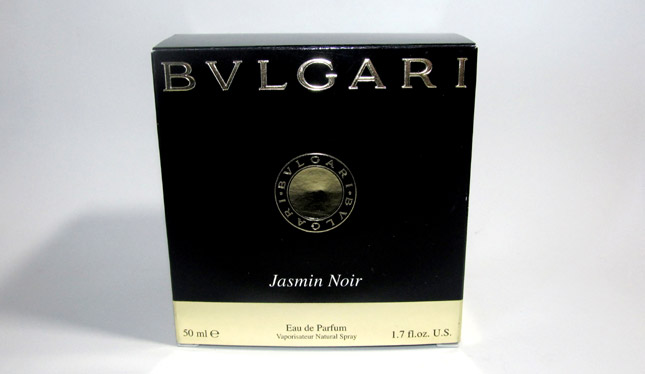 BVLGARI
BVLGARI · BVLGARI ·
Jasmin Noir
Eau de Parfum
50 ml ℮ Vaporisateur Natural Spray 1.7 fl.oz. U.S.